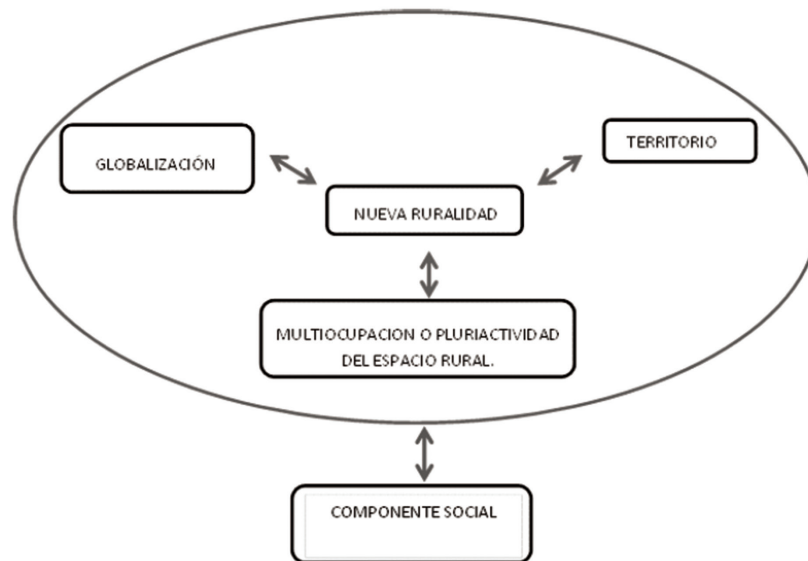 GLOBALIZACIÓN
TERRITORIO
NUEVA RURALIDAD
MULTIOCUPACION O PLURIACTIVIDAD
DEL ESPACIO RURAL.
COMPONENTE SOCIAL